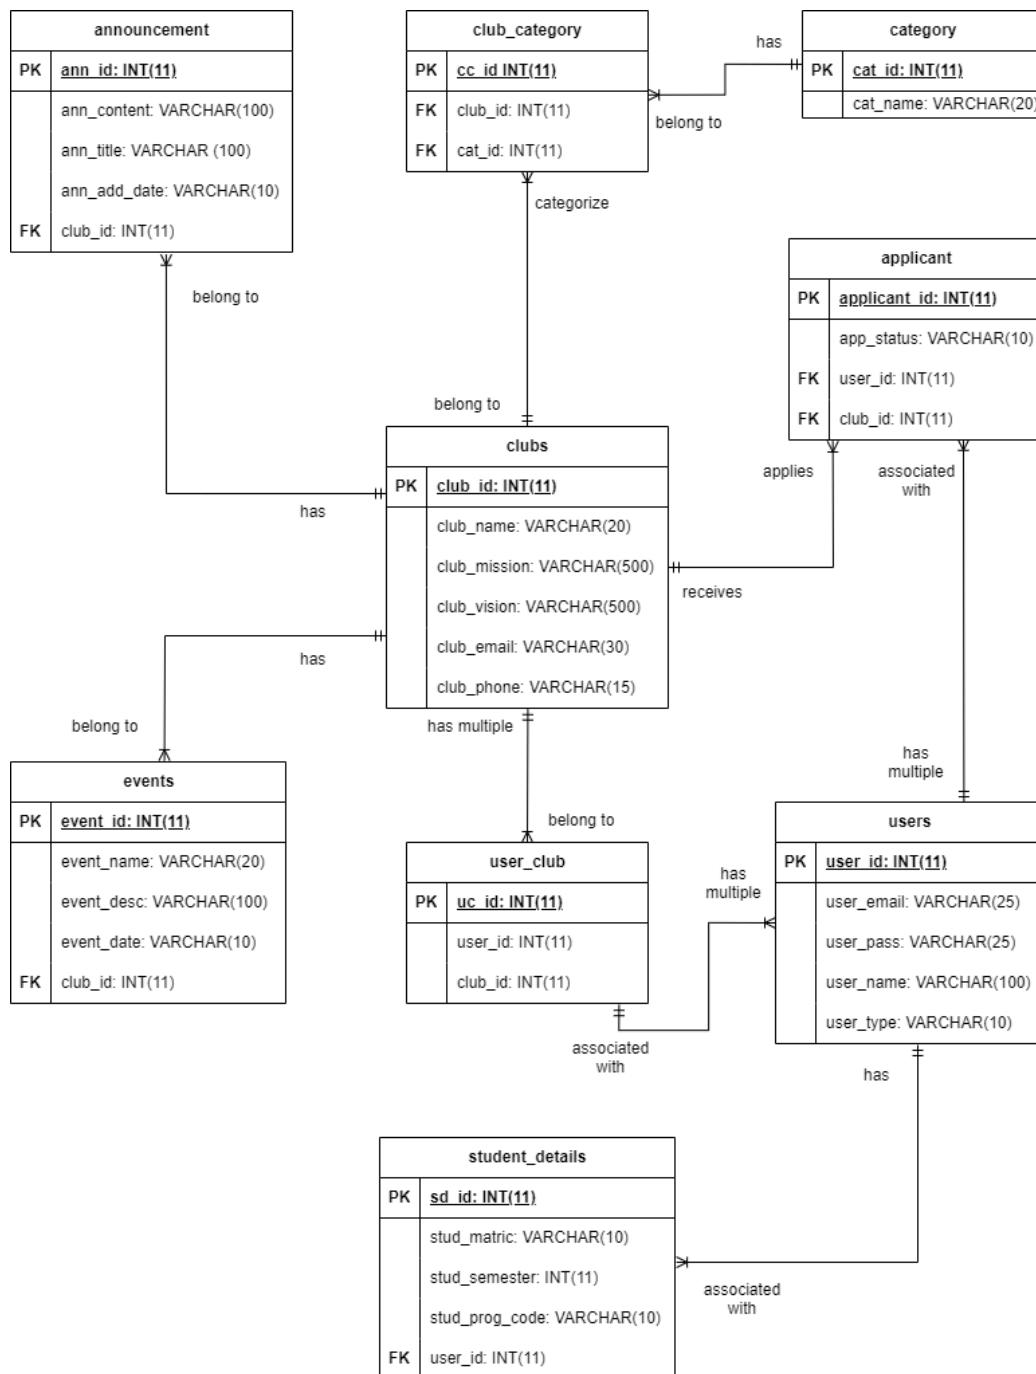 announcement
PK ann_id: INT(11)
ann_content: VARCHAR(100)
ann_title: VARCHAR (100)
ann_add_date: VARCHAR(10)
FK club_id: INT(11)
club_category
PK cc_id INT(11)
FK club_id: INT(11)
FK cat_id: INT(11)
has
belong to
category
PK cat_id: INT(11)
cat_name: VARCHAR(20)
categorize
belong to
belong to
has
applicant
PK applicant_id: INT(11)
app_status: VARCHAR(10)
FK user_id: INT(11)
FK club_id: INT(11)
clubs
PK club_id: INT(11)
club_name: VARCHAR(20)
club_mission: VARCHAR(500)
club_vision: VARCHAR(500)
club_email: VARCHAR(30)
club_phone: VARCHAR(15)
applies
receives
associated
with
has
multiple
has
belong to
has multiple
belong to
events
PK event_id: INT(11)
event_name: VARCHAR(20)
event_desc: VARCHAR(100)
event_date: VARCHAR(10)
FK club_id: INT(11)
user_club
PK uc_id: INT(11)
user_id: INT(11)
club_id: INT(11)
has
multiple
associated
with
users
PK user_id: INT(11)
user_email: VARCHAR(25)
user_pass: VARCHAR(25)
user_name: VARCHAR(100)
user_type: VARCHAR(10)
has
associated
with
student_details
PK sd_id: INT(11)
stud_matric: VARCHAR(10)
stud_semester: INT(11)
stud_prog_code: VARCHAR(10)
FK user_id: INT(11)